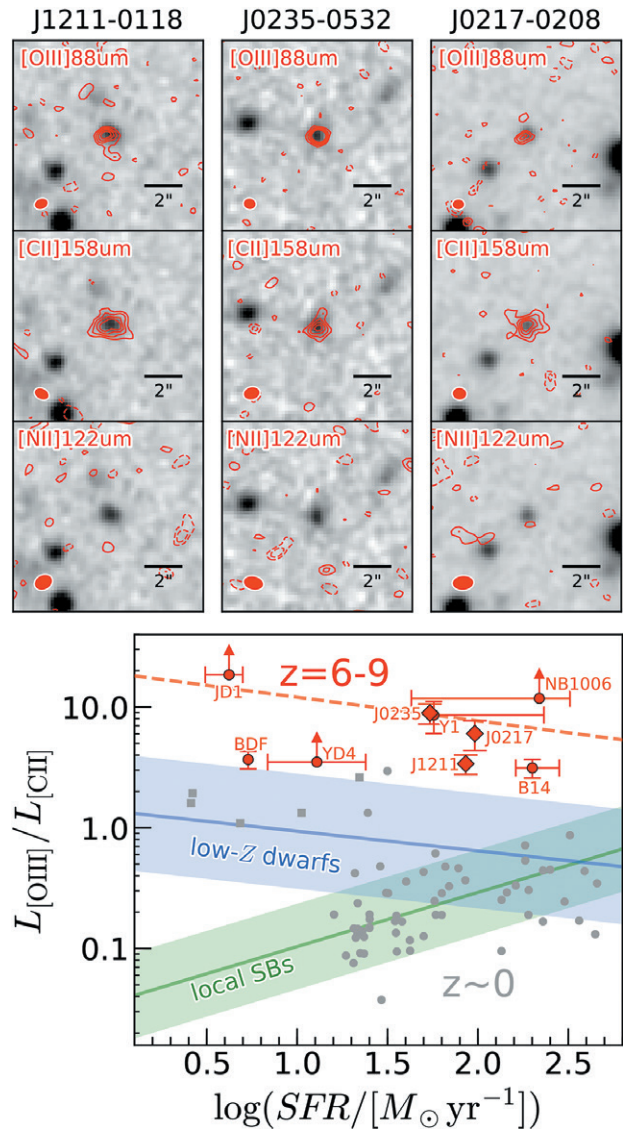 J1211-0118 J0235-0532 J0217-0208
[OIII]88um [OIII]88um [OIII]88um
2" 2" 2"
[CII]158um [CII]158um [CII]158um
2" 2" 2"
[NII]122um [NII]122um [NII]122um
2" 2" 2"
z=6-9
NB1006
JD1
J0235
Y1
J0217
BDF
YD4
J1211
B14
low-Z dwarfs
local SBs
z~0
10.0
1.0
0.1
L[OIII]/L[CII]
0.5 1.0 1.5 2.0 2.5
log(SFR/[M⊙ yr⁻¹])